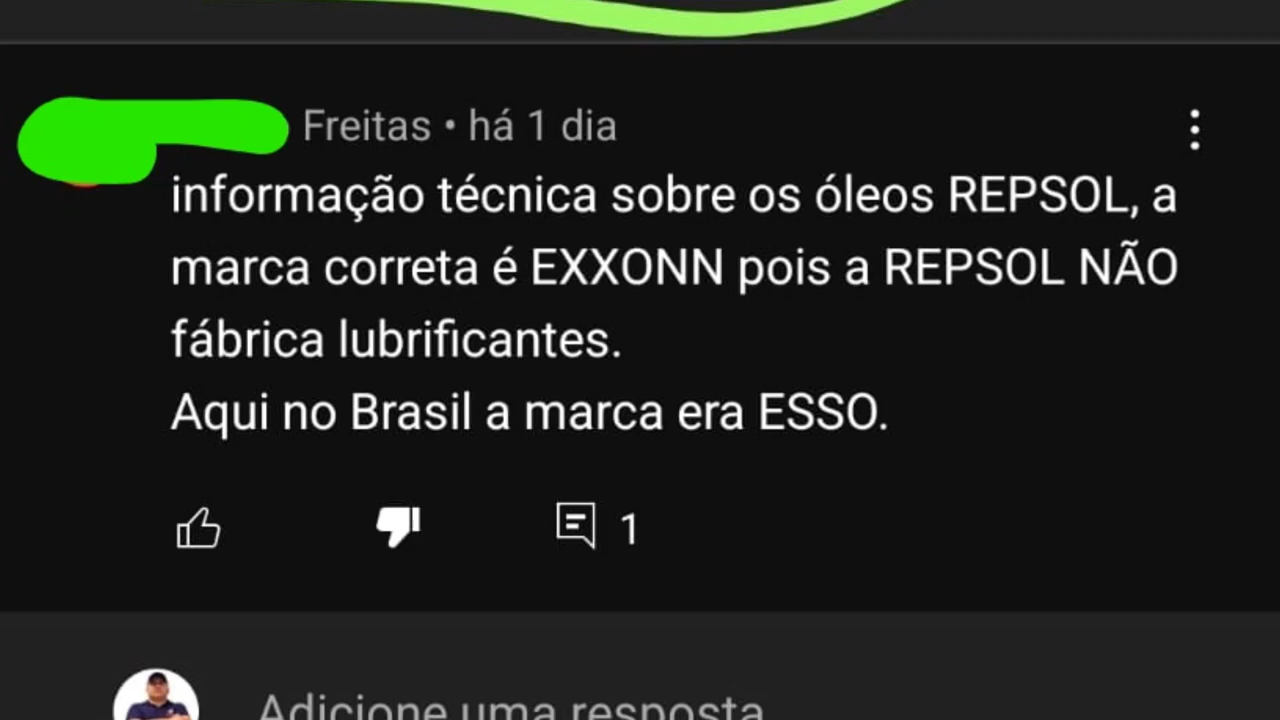 Freitas • há 1 dia
informação técnica sobre os óleos REPSOL, a
marca correta é EXXONN pois a REPSOL NÃO
fábrica lubrificantes.
Aqui no Brasil a marca era ESSO.
1
Adicione uma resposta